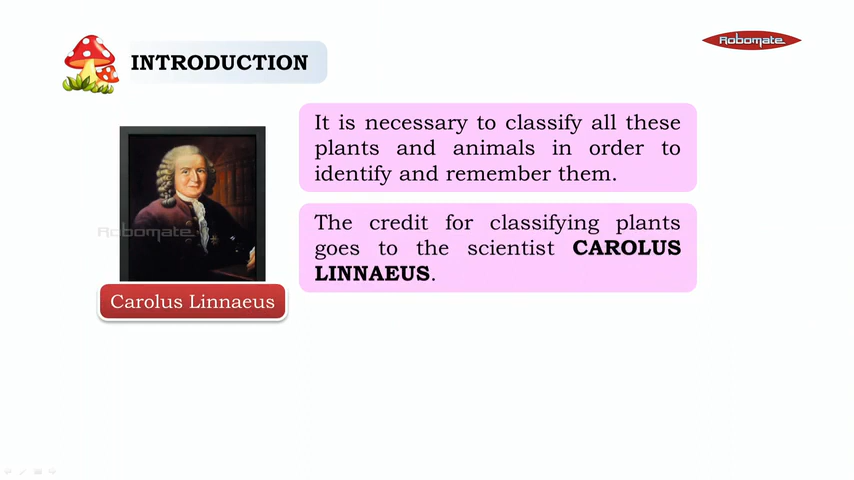 INTRODUCTION
Robomate
It is necessary to classify all these
plants and animals in order to
identify and remember them.
The credit for classifying plants
goes to the scientist CAROLUS
LINNAEUS.
Robomate
Carolus Linnaeus